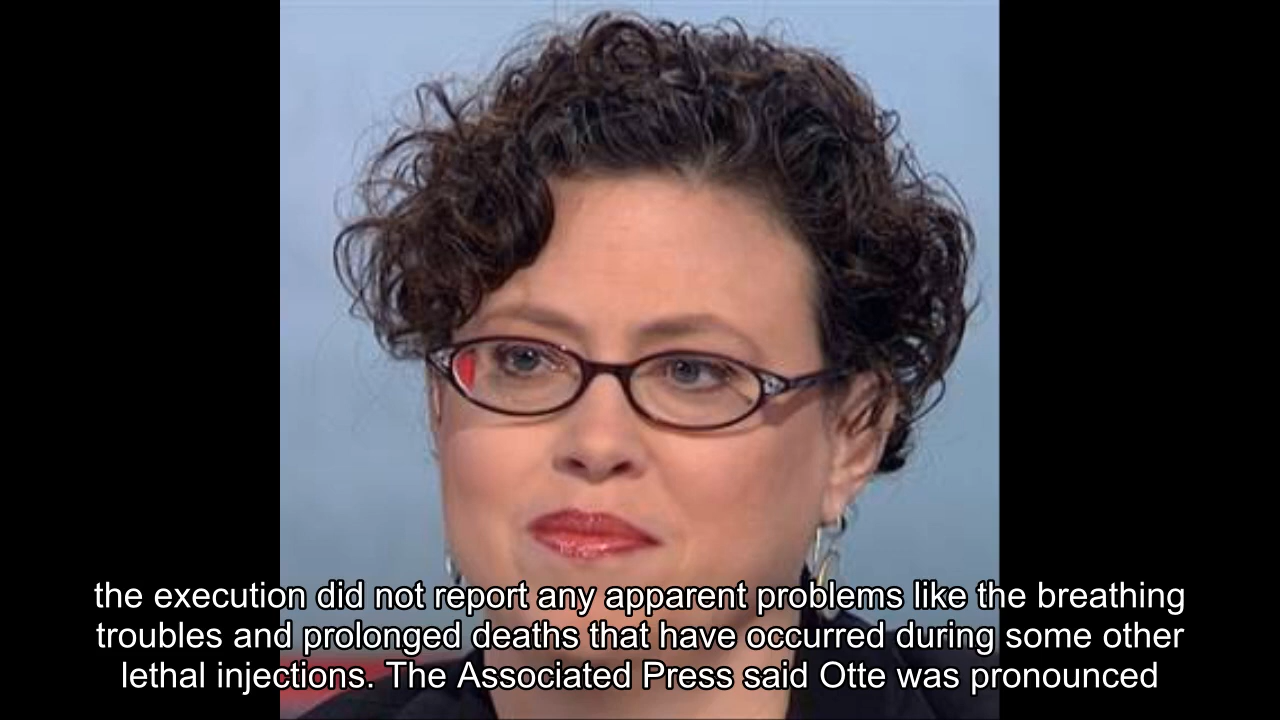 the execution did not report any apparent problems like the breathing
troubles and prolonged deaths that have occurred during some other
lethal injections. The Associated Press said Otte was pronounced